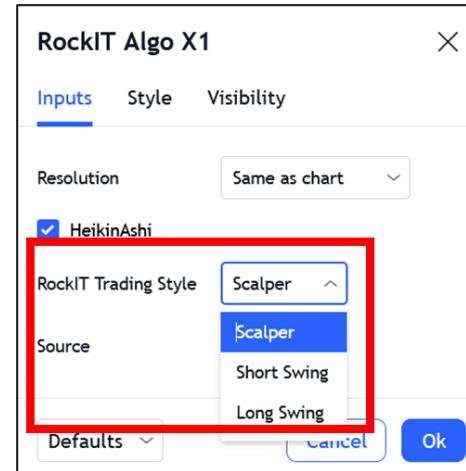 RockIT Algo X1
Inputs Style Visibility
Resolution Same as chart
HeikinAshi
RockIT Trading Style Scalper
Source
Scalper
Short Swing
Long Swing
Defaults Cancel Ok